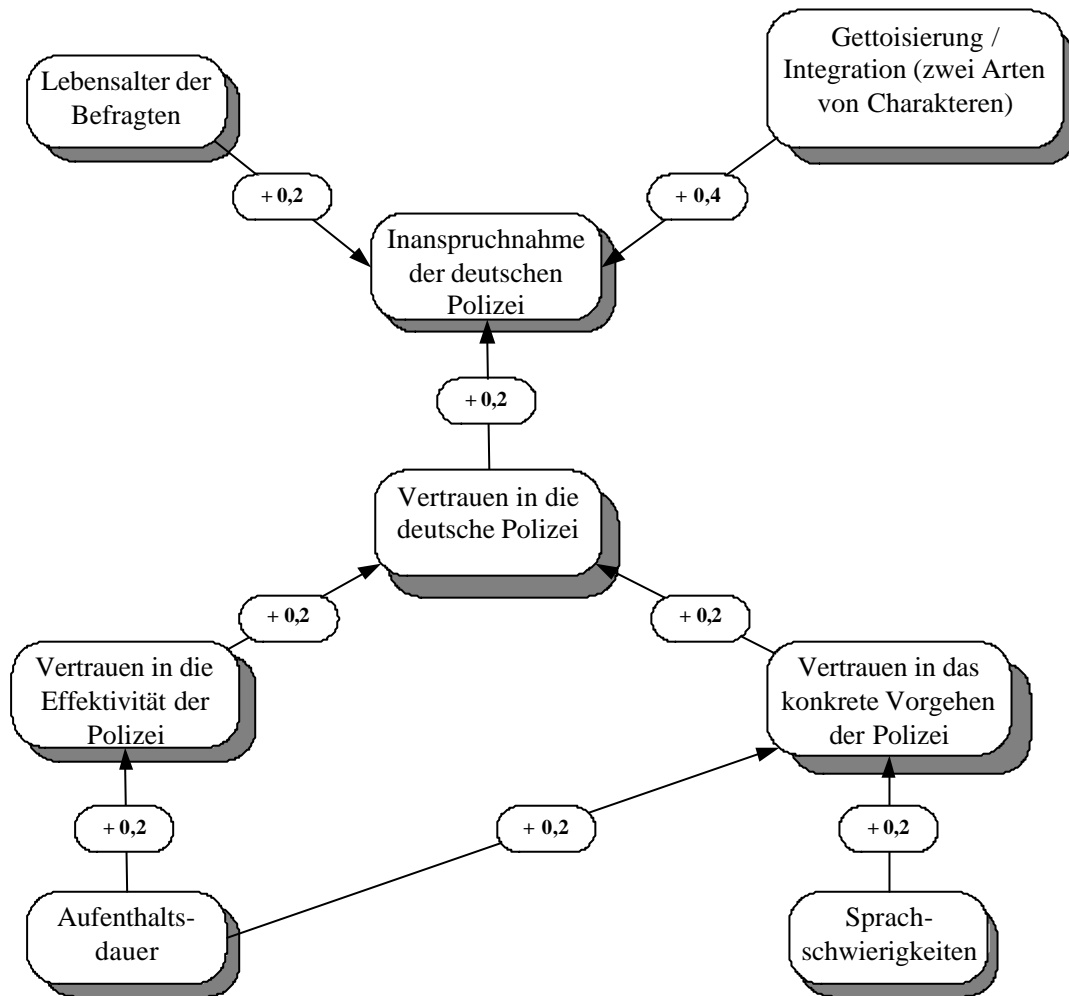 Lebensalter der
Befragten
Gettoisierung /
Integration (zwei Arten
von Charakteren)
+ 0,2
+ 0,4
Inanspruchnahme
der deutschen
Polizei
+ 0,2
Vertrauen in die
deutsche Polizei
+ 0,2
+ 0,2
Vertrauen in die
Effektivität der
Polizei
Vertrauen in das
konkrete Vorgehen
der Polizei
+ 0,2
+ 0,2
+ 0,2
Aufenthalts-
dauer
Sprach-
schwierigkeiten